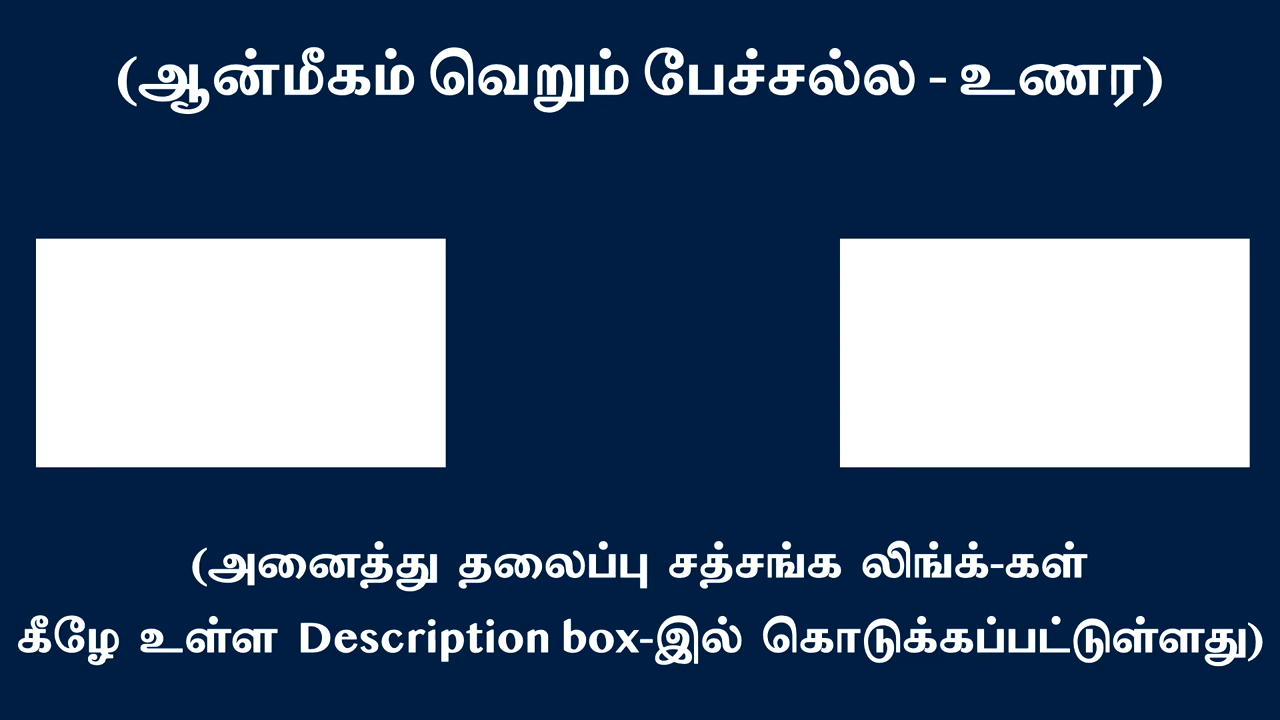 (ஆன்மீகம் வெறும் பேச்சல்ல - உணர)
(அனைத்து தலைப்பு சத்சங்க லிங்க்-கள்
கீழே உள்ள Description box-இல் கொடுக்கப்பட்டுள்ளது)